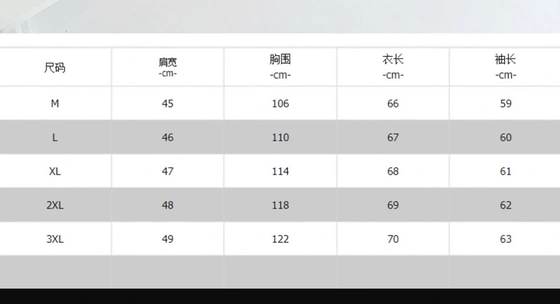 尺码 肩宽 胸围 衣长 袖长
-cm- -cm- -cm- -cm-
M 45 106 66 59
L 46 110 67 60
XL 47 114 68 61
2XL 48 118 69 62
3XL 49 122 70 63